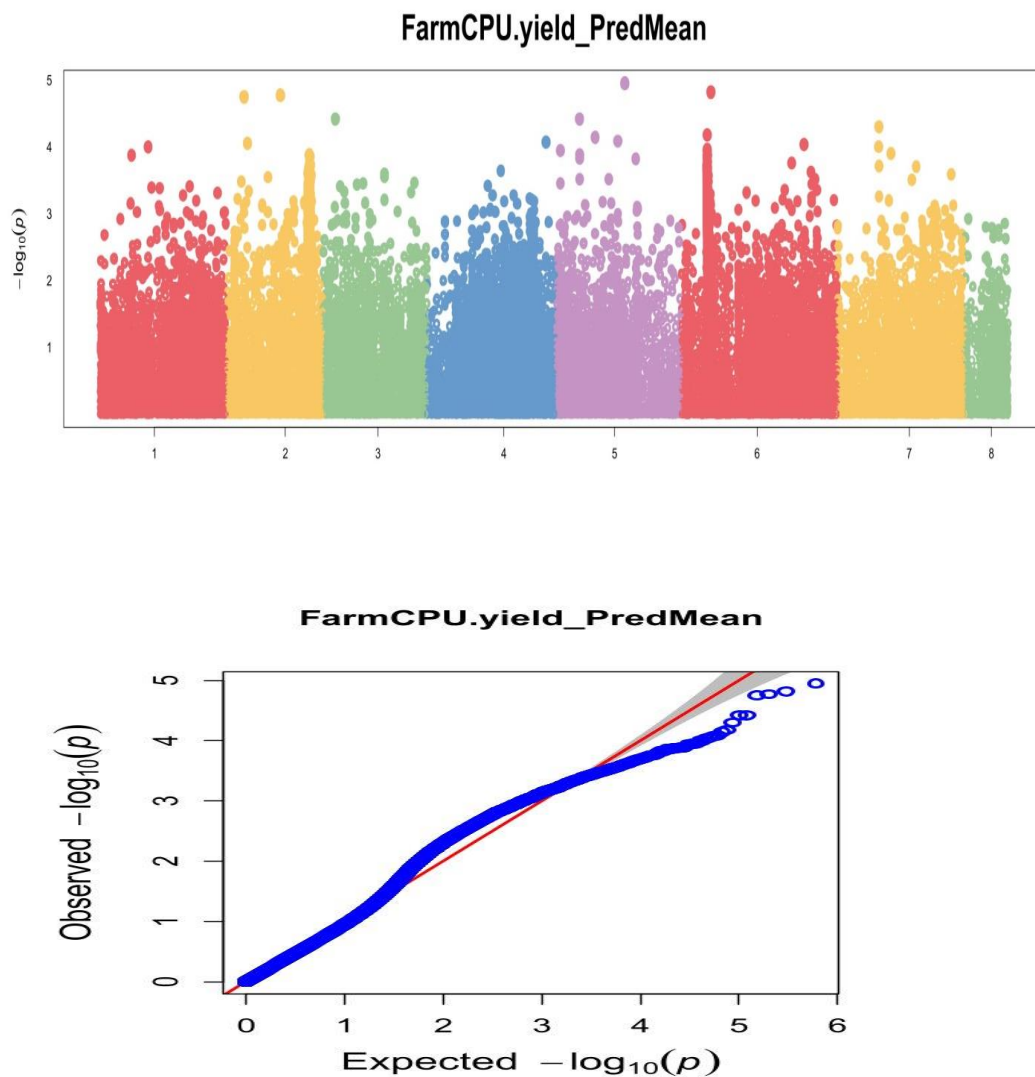 FarmCPU.yield_PredMean
5
4
3
2
1
−log₁₀(p)
1 2 3 4 5 6 7 8
FarmCPU.yield_PredMean
5
4
3
2
1
0
Observed −log₁₀(p)
0 1 2 3 4 5 6
Expected −log₁₀(p)